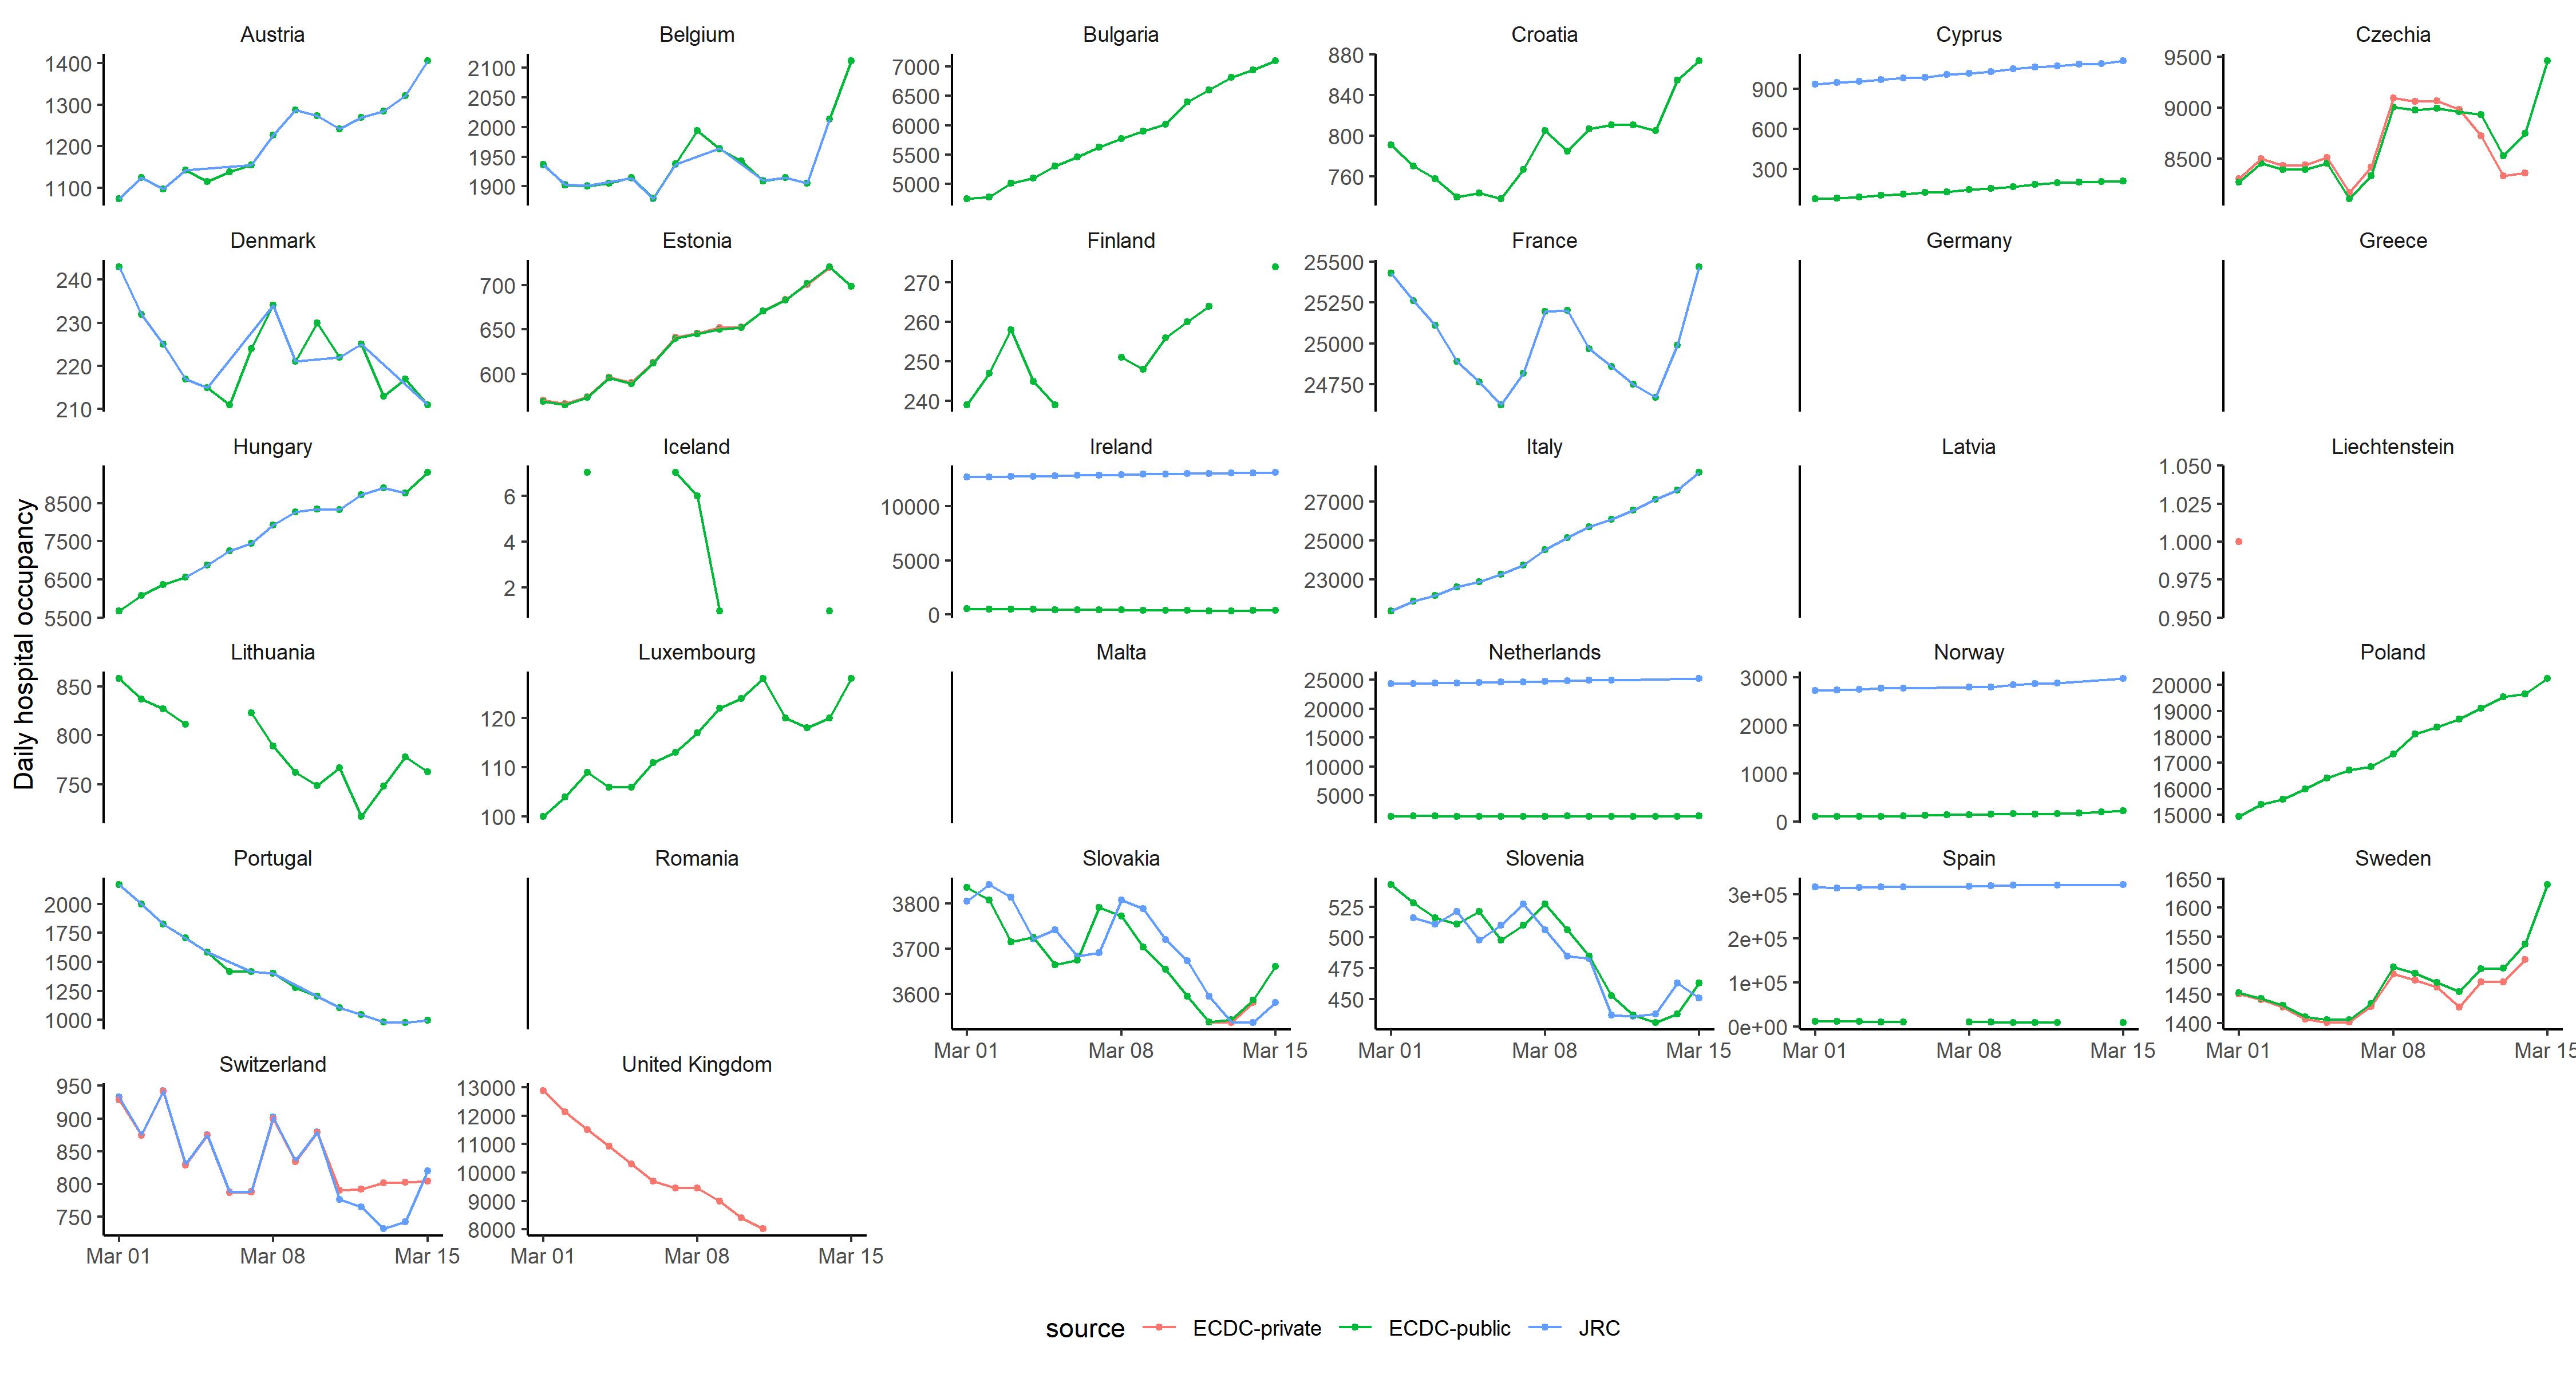 Daily hospital occupancy
Austria Belgium Bulgaria Croatia Cyprus Czechia
1400 1300 1200 1100
2100 2050 2000 1950 1900
7000 6500 6000 5500 5000
880 840 800 760
900 600 300
9500 9000 8500
Denmark Estonia Finland France Germany Greece
240 230 220 210
700 650 600
270 260 250 240
25500 25250 25000 24750
Hungary Iceland Ireland Italy Latvia Liechtenstein
8500 7500 6500 5500
6 4 2
10000 5000 0
27000 25000 23000
1.050 1.025 1.000 0.975 0.950
Lithuania Luxembourg Malta Netherlands Norway Poland
850 800 750
120 110 100
25000 20000 15000 10000 5000
3000 2000 1000 0
20000 19000 18000 17000 16000 15000
Portugal Romania Slovakia Slovenia Spain Sweden
2000 1750 1500 1250 1000
3800 3700 3600
525 500 475 450
3e+05 2e+05 1e+05 0e+00
1650 1600 1550 1500 1450 1400
Mar 01 Mar 08 Mar 15 Mar 01 Mar 08 Mar 15 Mar 01 Mar 08 Mar 15 Mar 01 Mar 08 Mar 15
Switzerland United Kingdom
950 900 850 800 750
13000 12000 11000 10000 9000 8000
Mar 01 Mar 08 Mar 15 Mar 01 Mar 08 Mar 15
source ECDC-private ECDC-public JRC